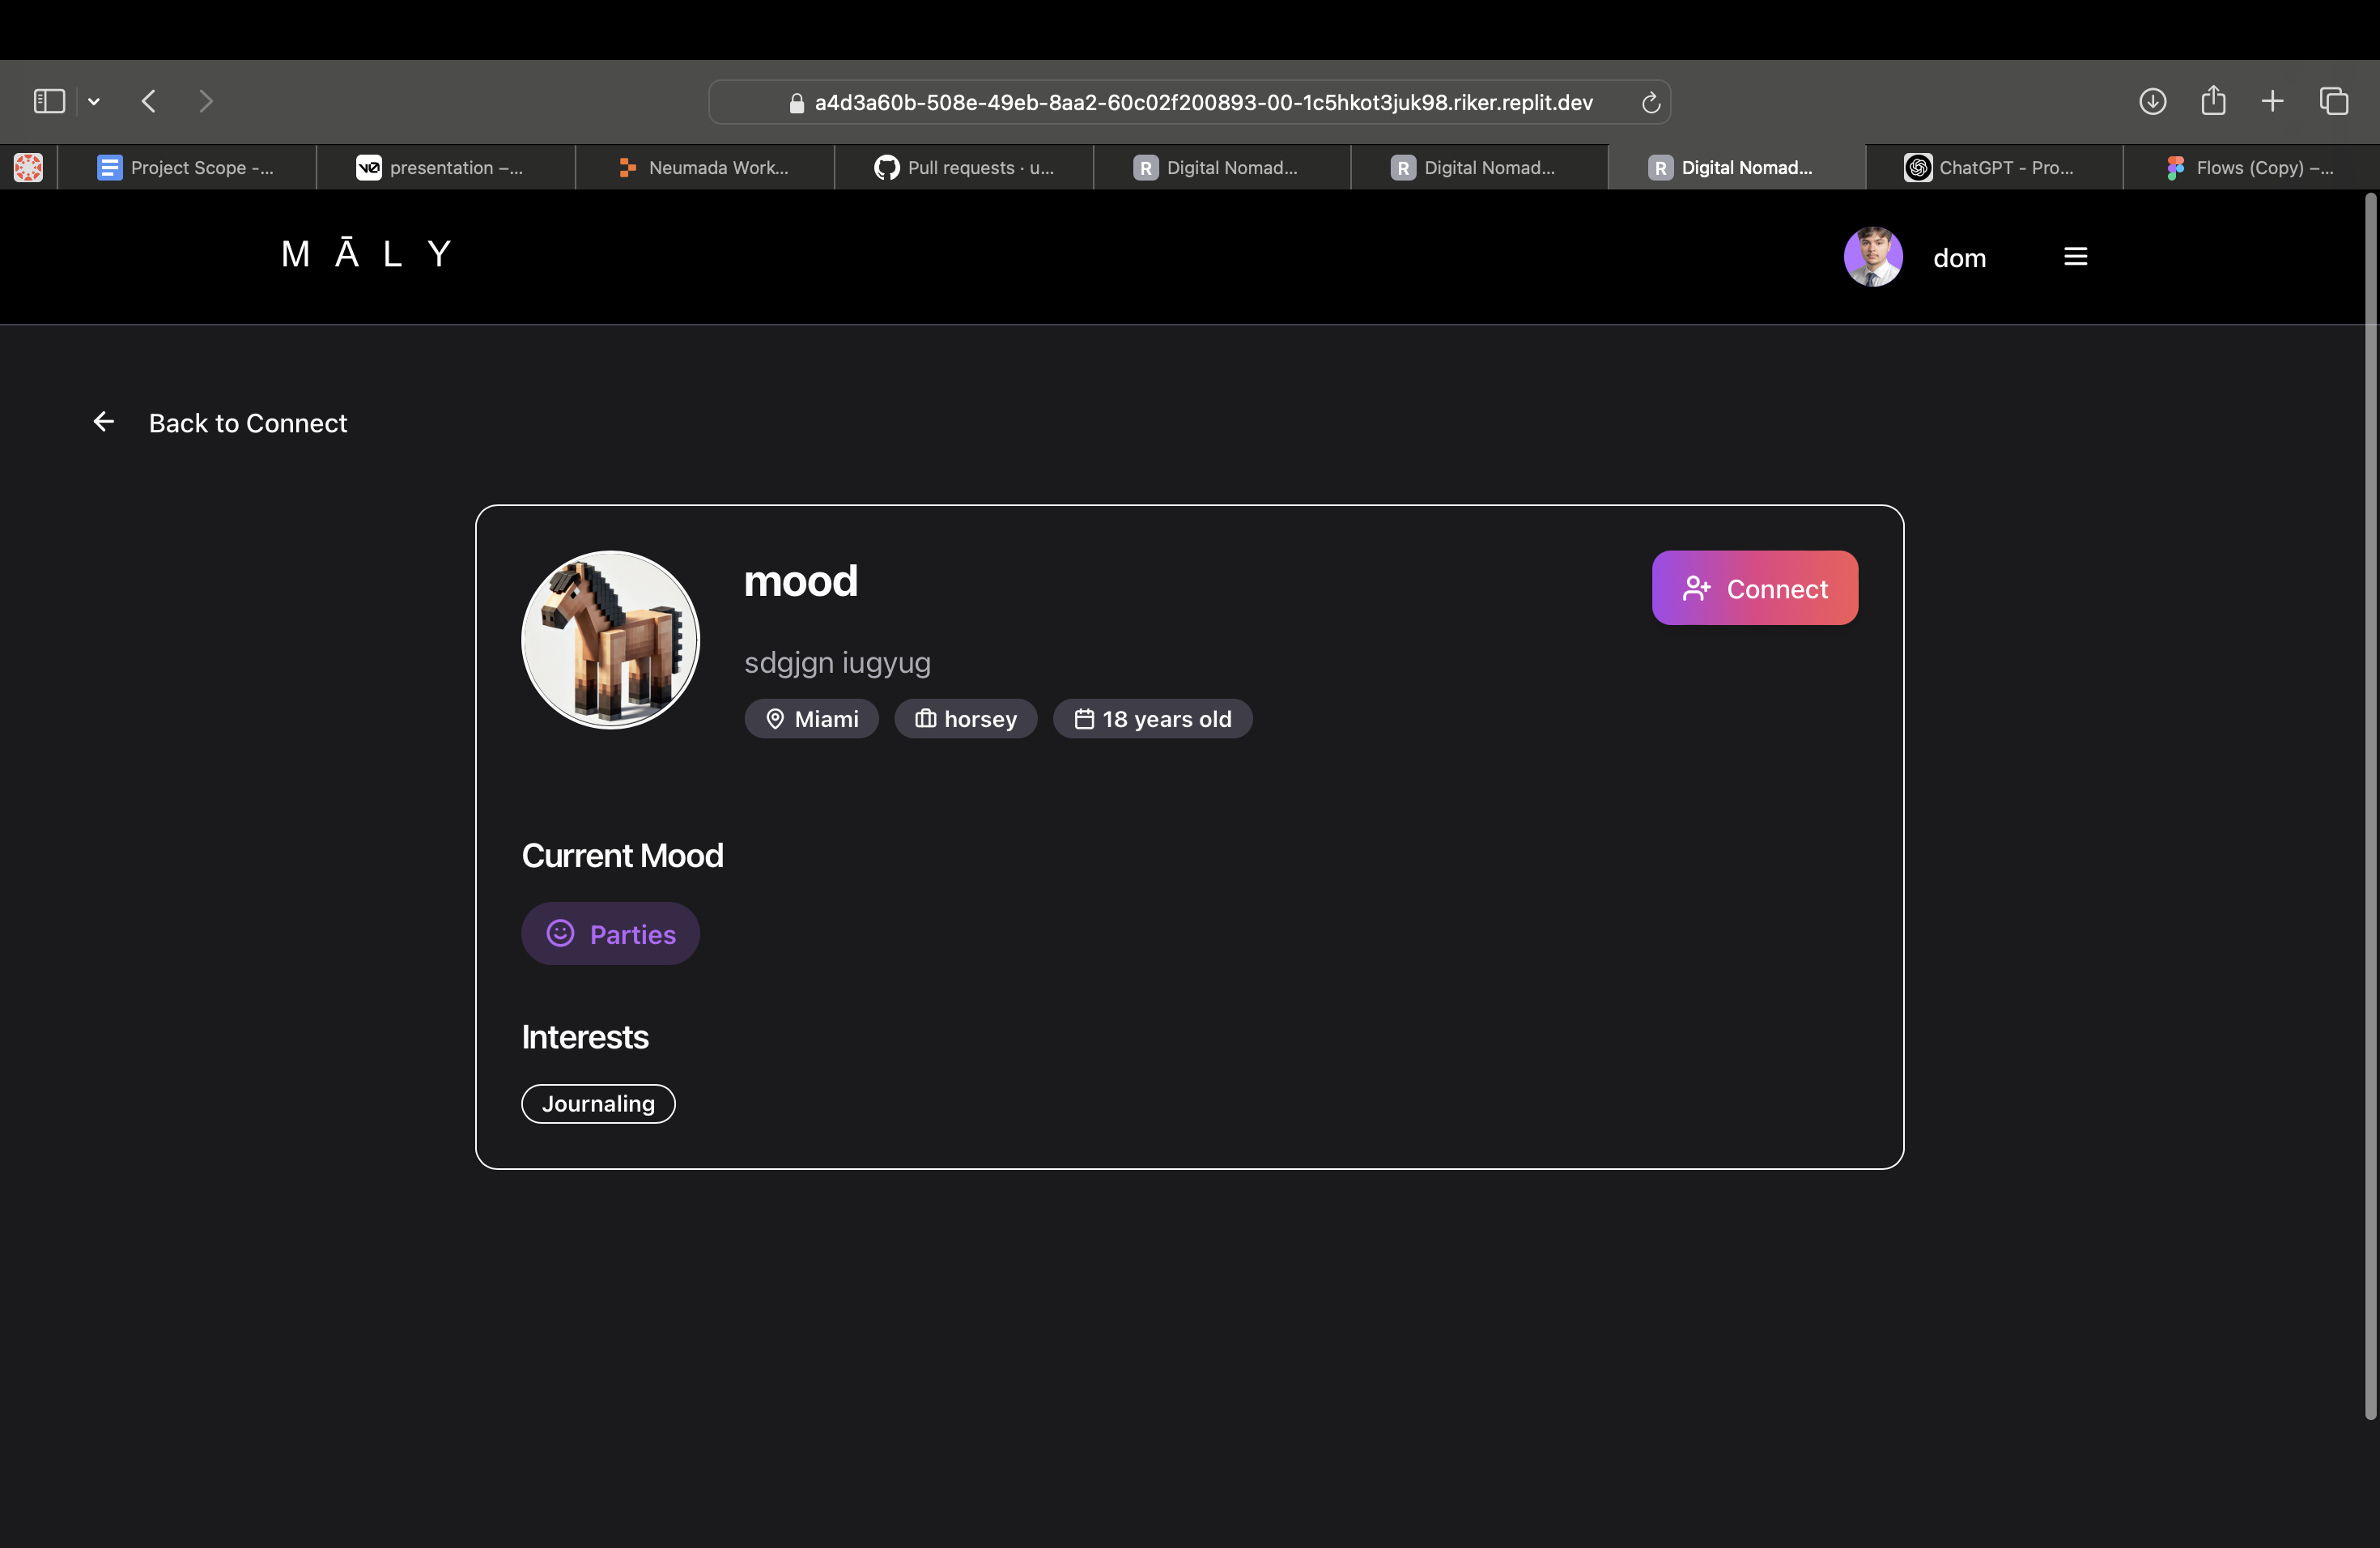 a4d3a60b-508e-49eb-8aa2-60c02f200893-00-1c5hkot3juk98.riker.replit.dev
Project Scope -...
presentation –...
Neumada Work...
Pull requests · u...
R Digital Nomad...
R Digital Nomad...
R Digital Nomad...
ChatGPT - Pro...
Flows (Copy) –...
MĀLY
dom
Back to Connect
mood
Connect
sdgjgn iugyug
Miami
horsey
18 years old
Current Mood
Parties
Interests
Journaling